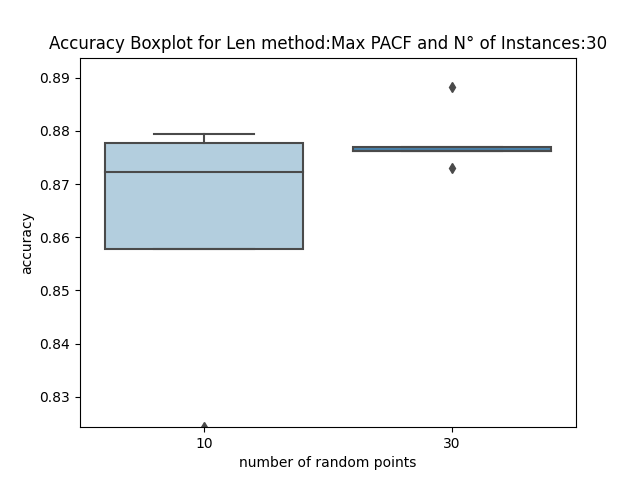 Accuracy Boxplot for Len method:Max PACF and N° of Instances:30
0.89
0.88
0.87
0.86
0.85
0.84
0.83
accuracy
10 30
number of random points